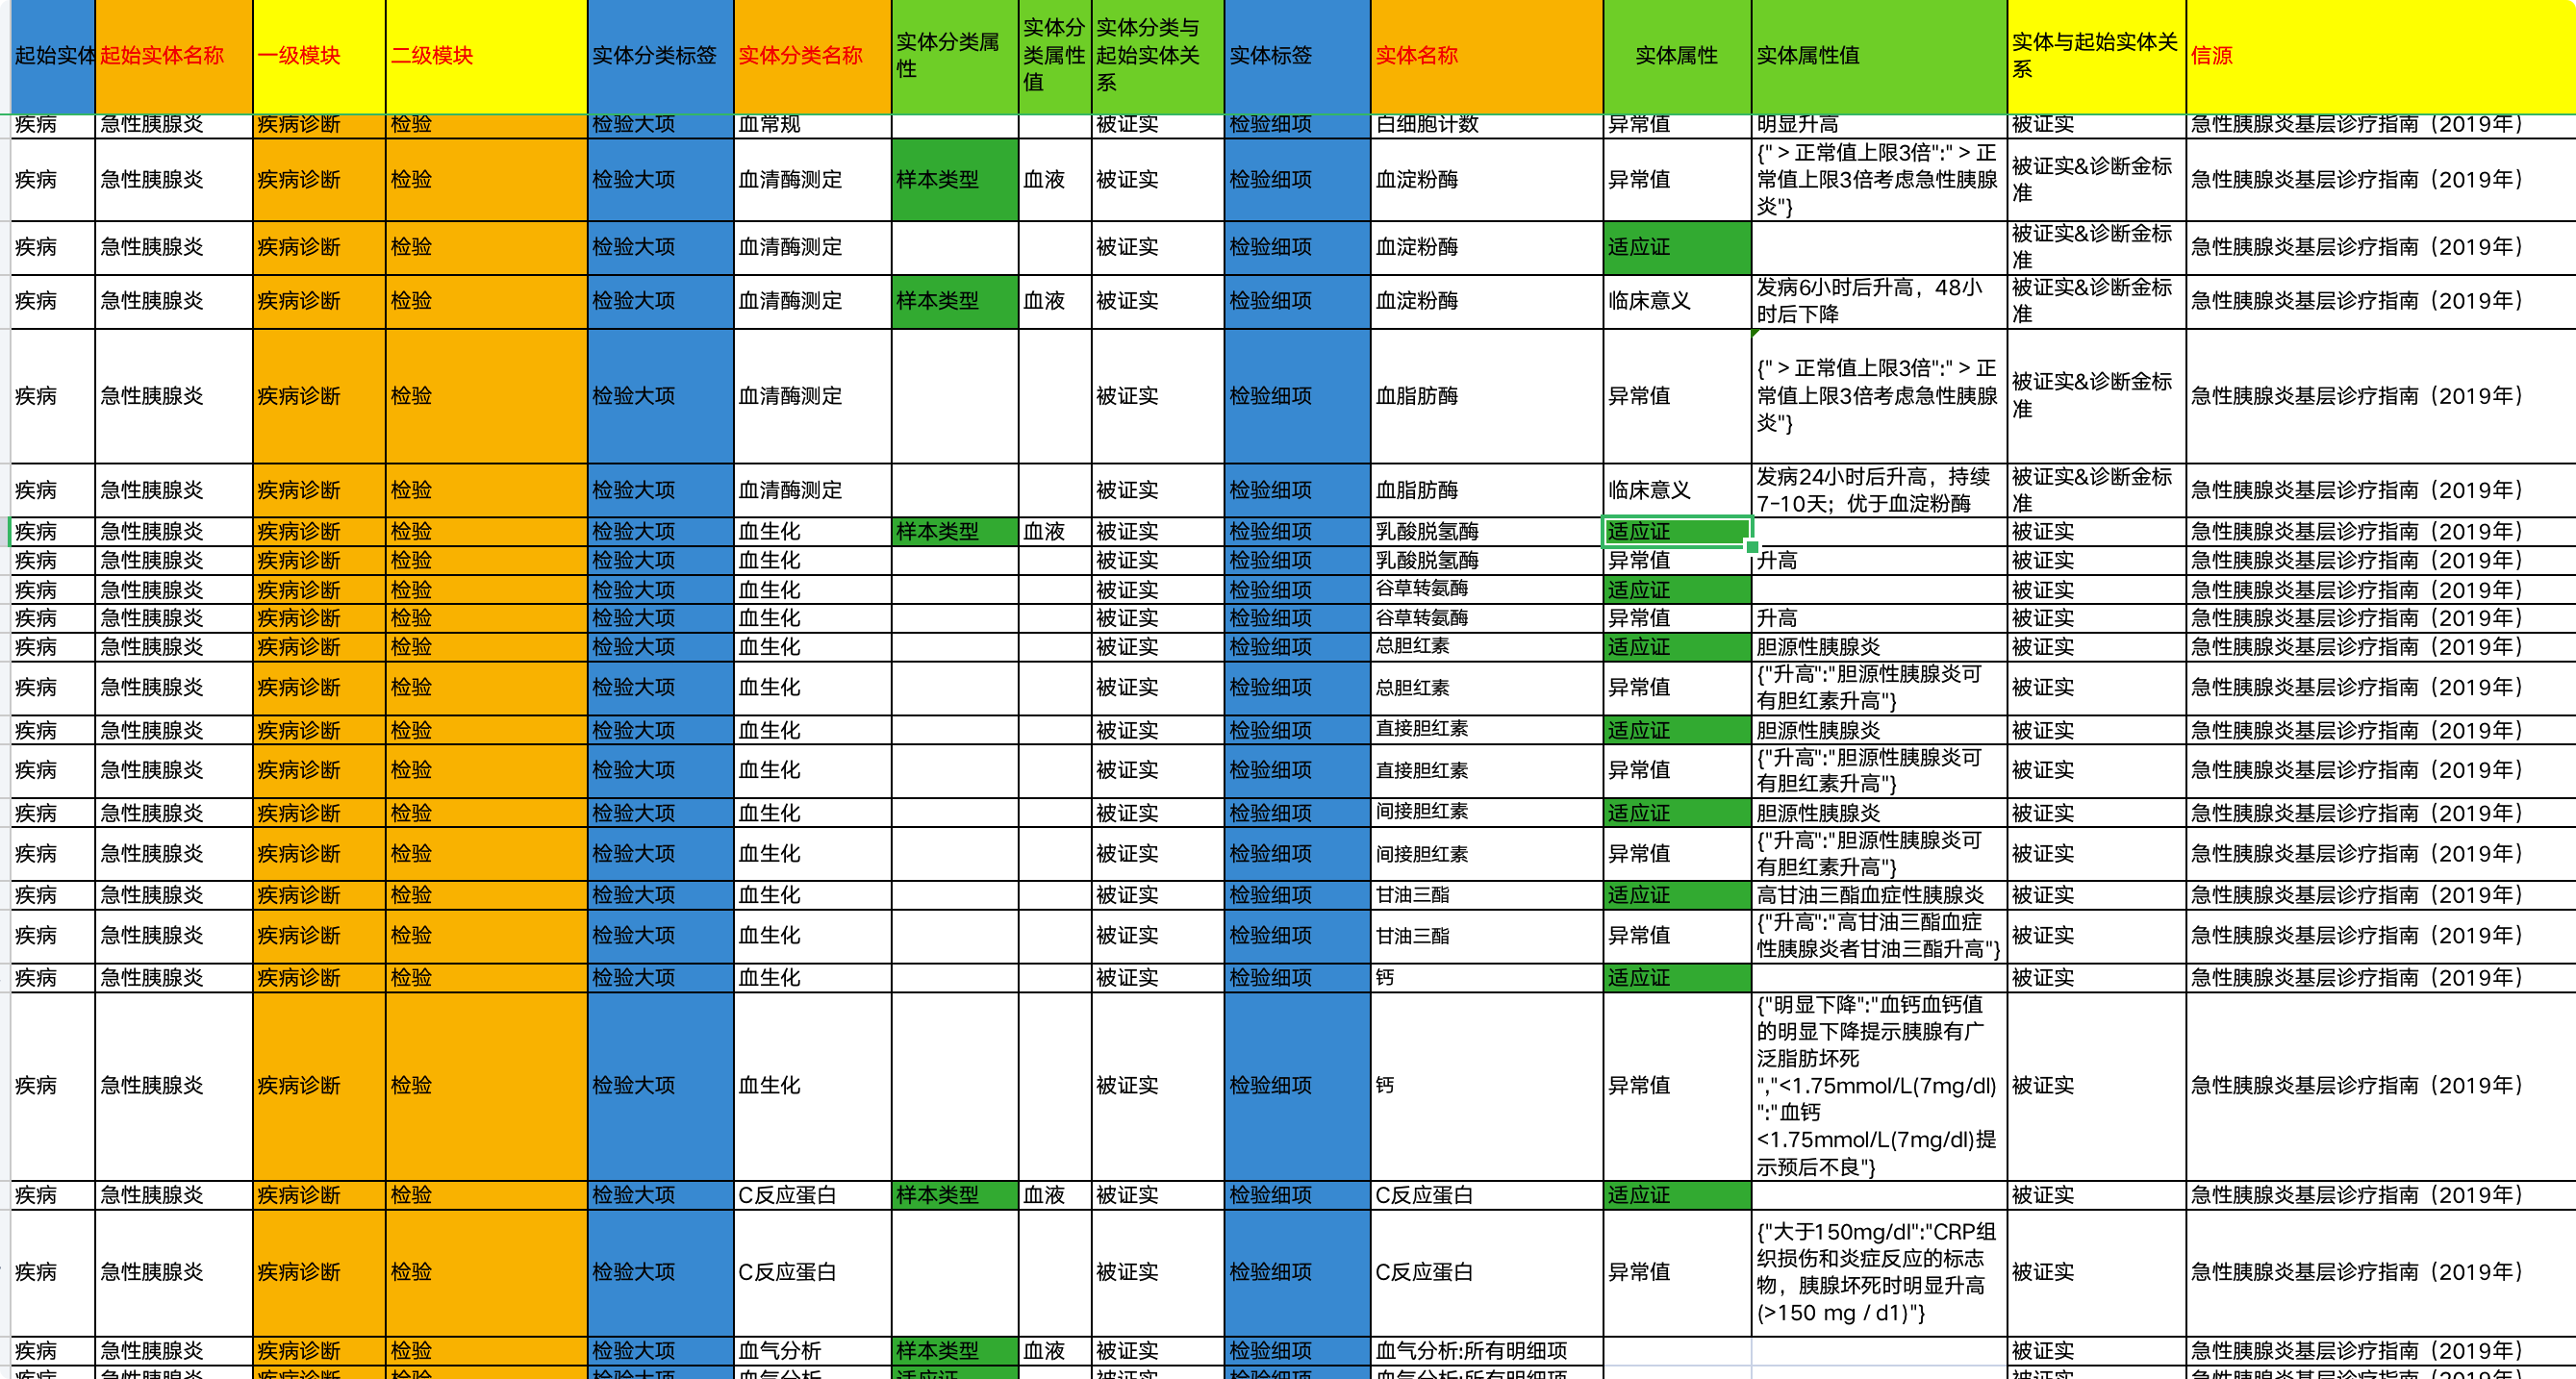 起始实体 起始实体名称 一级模块 二级模块 实体分类标签 实体分类名称 实体分类属性 实体分类属性值 实体分类与起始实体关系 实体标签 实体名称 实体属性 实体属性值 实体与起始实体关系 信源
疾病 急性胰腺炎 疾病诊断 检验 检验大项 血常规 被证实 检验细项 白细胞计数 异常值 明显升高 被证实 急性胰腺炎基层诊疗指南（2019年）
疾病 急性胰腺炎 疾病诊断 检验 检验大项 血清酶测定 样本类型 血液 被证实 检验细项 血淀粉酶 异常值 {"＞正常值上限3倍":"＞正常值上限3倍考虑急性胰腺炎"} 被证实&诊断金标准 急性胰腺炎基层诊疗指南（2019年）
疾病 急性胰腺炎 疾病诊断 检验 检验大项 血清酶测定 被证实 检验细项 血淀粉酶 适应证 被证实&诊断金标准 急性胰腺炎基层诊疗指南（2019年）
疾病 急性胰腺炎 疾病诊断 检验 检验大项 血清酶测定 样本类型 血液 被证实 检验细项 血淀粉酶 临床意义 发病6小时后升高，48小时后下降 被证实&诊断金标准 急性胰腺炎基层诊疗指南（2019年）
疾病 急性胰腺炎 疾病诊断 检验 检验大项 血清酶测定 被证实 检验细项 血脂肪酶 异常值 {"＞正常值上限3倍":"＞正常值上限3倍考虑急性胰腺炎"} 被证实&诊断金标准 急性胰腺炎基层诊疗指南（2019年）
疾病 急性胰腺炎 疾病诊断 检验 检验大项 血清酶测定 被证实 检验细项 血脂肪酶 临床意义 发病24小时后升高，持续7-10天；优于血淀粉酶 被证实&诊断金标准 急性胰腺炎基层诊疗指南（2019年）
疾病 急性胰腺炎 疾病诊断 检验 检验大项 血生化 样本类型 血液 被证实 检验细项 乳酸脱氢酶 适应证 被证实 急性胰腺炎基层诊疗指南（2019年）
疾病 急性胰腺炎 疾病诊断 检验 检验大项 血生化 被证实 检验细项 乳酸脱氢酶 异常值 升高 被证实 急性胰腺炎基层诊疗指南（2019年）
疾病 急性胰腺炎 疾病诊断 检验 检验大项 血生化 被证实 检验细项 谷草转氨酶 适应证 被证实 急性胰腺炎基层诊疗指南（2019年）
疾病 急性胰腺炎 疾病诊断 检验 检验大项 血生化 被证实 检验细项 谷草转氨酶 异常值 升高 被证实 急性胰腺炎基层诊疗指南（2019年）
疾病 急性胰腺炎 疾病诊断 检验 检验大项 血生化 被证实 检验细项 总胆红素 适应证 胆源性胰腺炎 被证实 急性胰腺炎基层诊疗指南（2019年）
疾病 急性胰腺炎 疾病诊断 检验 检验大项 血生化 被证实 检验细项 总胆红素 异常值 {"升高":"胆源性胰腺炎可有胆红素升高"} 被证实 急性胰腺炎基层诊疗指南（2019年）
疾病 急性胰腺炎 疾病诊断 检验 检验大项 血生化 被证实 检验细项 直接胆红素 适应证 胆源性胰腺炎 被证实 急性胰腺炎基层诊疗指南（2019年）
疾病 急性胰腺炎 疾病诊断 检验 检验大项 血生化 被证实 检验细项 直接胆红素 异常值 {"升高":"胆源性胰腺炎可有胆红素升高"} 被证实 急性胰腺炎基层诊疗指南（2019年）
疾病 急性胰腺炎 疾病诊断 检验 检验大项 血生化 被证实 检验细项 间接胆红素 适应证 胆源性胰腺炎 被证实 急性胰腺炎基层诊疗指南（2019年）
疾病 急性胰腺炎 疾病诊断 检验 检验大项 血生化 被证实 检验细项 间接胆红素 异常值 {"升高":"胆源性胰腺炎可有胆红素升高"} 被证实 急性胰腺炎基层诊疗指南（2019年）
疾病 急性胰腺炎 疾病诊断 检验 检验大项 血生化 被证实 检验细项 甘油三酯 适应证 高甘油三酯血症性胰腺炎 被证实 急性胰腺炎基层诊疗指南（2019年）
疾病 急性胰腺炎 疾病诊断 检验 检验大项 血生化 被证实 检验细项 甘油三酯 异常值 {"升高":"高甘油三酯血症性胰腺炎者甘油三酯升高"} 被证实 急性胰腺炎基层诊疗指南（2019年）
疾病 急性胰腺炎 疾病诊断 检验 检验大项 血生化 被证实 检验细项 钙 适应证 被证实 急性胰腺炎基层诊疗指南（2019年）
疾病 急性胰腺炎 疾病诊断 检验 检验大项 血生化 被证实 检验细项 钙 异常值 {"明显下降":"血钙血钙值的明显下降提示胰腺有广泛脂肪坏死","<1.75mmol/L(7mg/dl)":"血钙<1.75mmol/L(7mg/dl)提示预后不良"} 被证实 急性胰腺炎基层诊疗指南（2019年）
疾病 急性胰腺炎 疾病诊断 检验 检验大项 C反应蛋白 样本类型 血液 被证实 检验细项 C反应蛋白 适应证 被证实 急性胰腺炎基层诊疗指南（2019年）
疾病 急性胰腺炎 疾病诊断 检验 检验大项 C反应蛋白 被证实 检验细项 C反应蛋白 异常值 {"大于150mg/dl":"CRP组织损伤和炎症反应的标志物，胰腺坏死时明显升高(>150 mg / d1)"} 被证实 急性胰腺炎基层诊疗指南（2019年）
疾病 急性胰腺炎 疾病诊断 检验 检验大项 血气分析 样本类型 血液 被证实 检验细项 血气分析:所有明细项 被证实 急性胰腺炎基层诊疗指南（2019年）